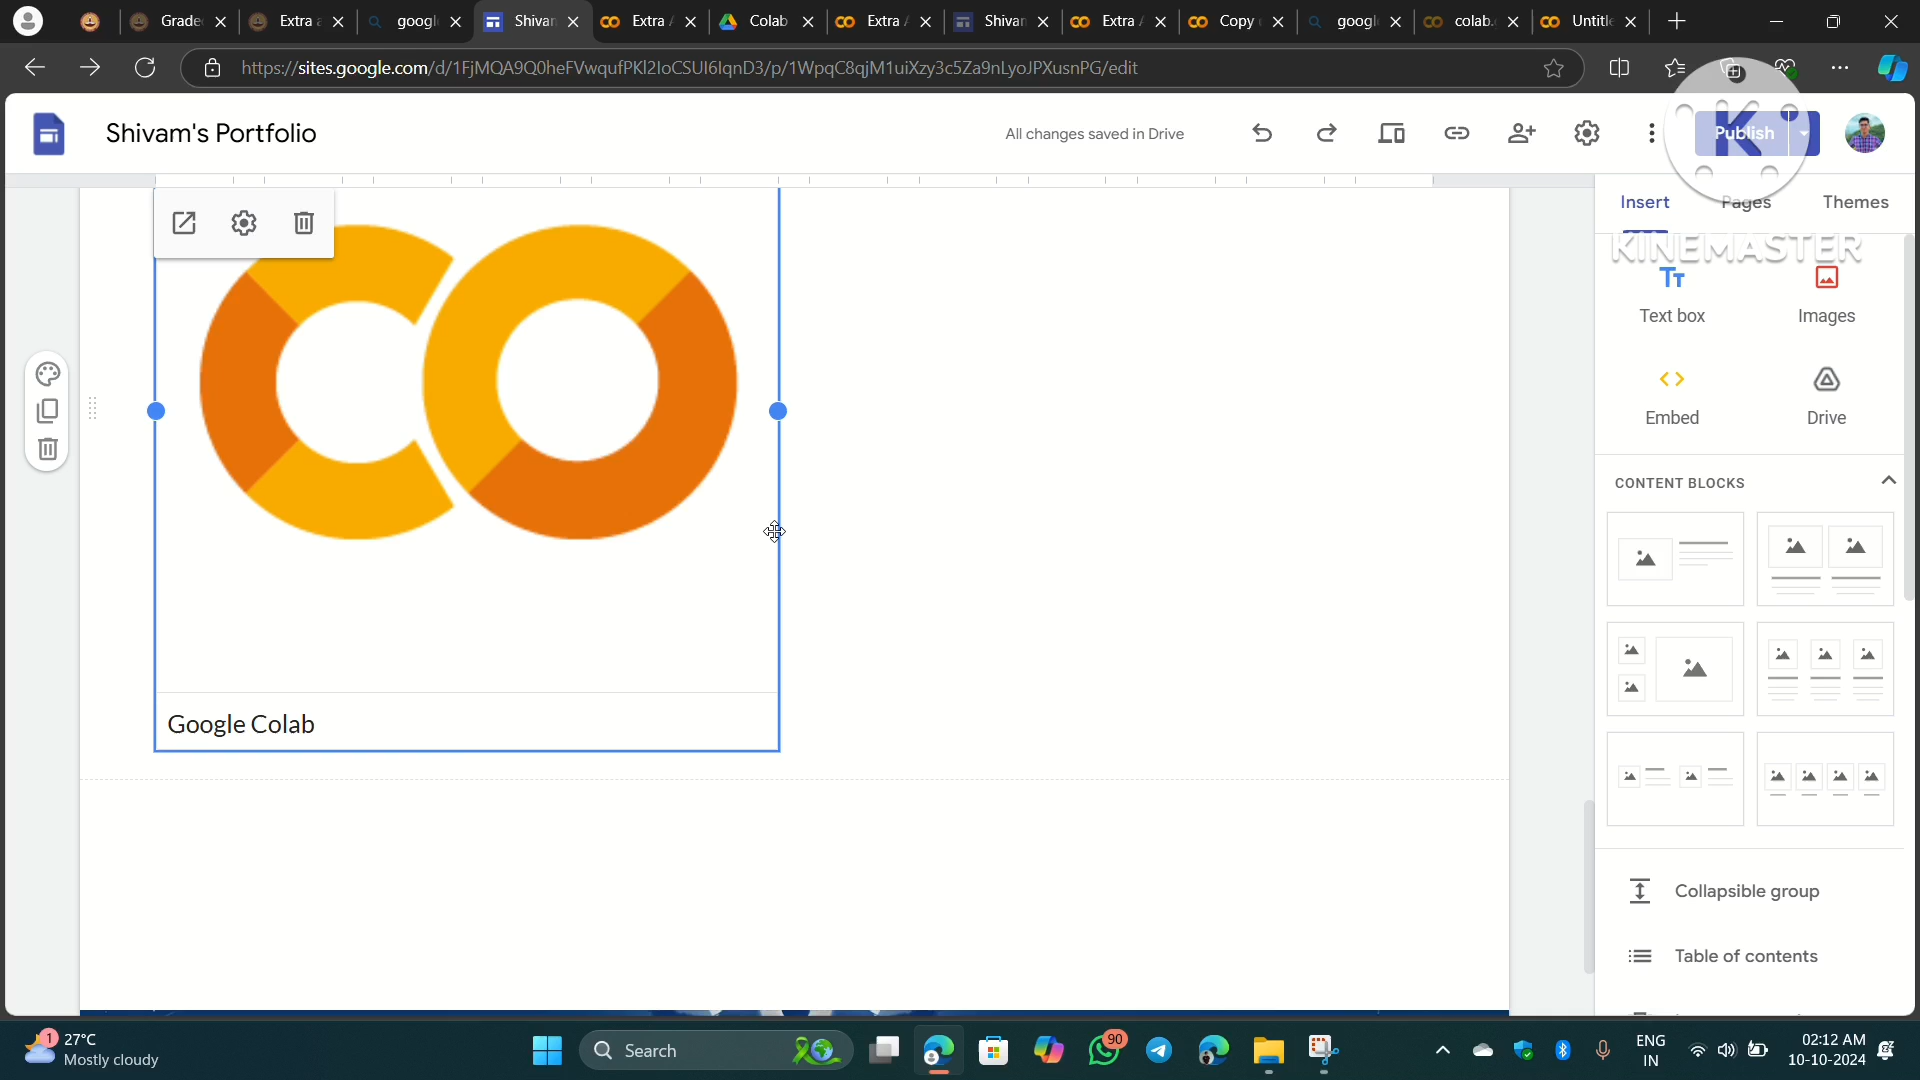 Grade
Extra a
googl
Shivan
Extra A
Colab
Extra A
Shivan
Extra A
Copy
googl
colab.
Untitle
https://sites.google.com/d/1FjMQA9Q0heFVwqufPKl2IoCSUI6IqnD3/p/1WpqC8qjM1uiXzy3c5Za9nLyoJPXusnPG/edit
Shivam's Portfolio
All changes saved in Drive
Publish
K
KINEMASTER
Insert
Pages
Themes
Text box
Images
Embed
Drive
CONTENT BLOCKS
Collapsible group
Table of contents
Google Colab
1
27°C
Mostly cloudy
Search
90
ENG
IN
02:12 AM
10-10-2024